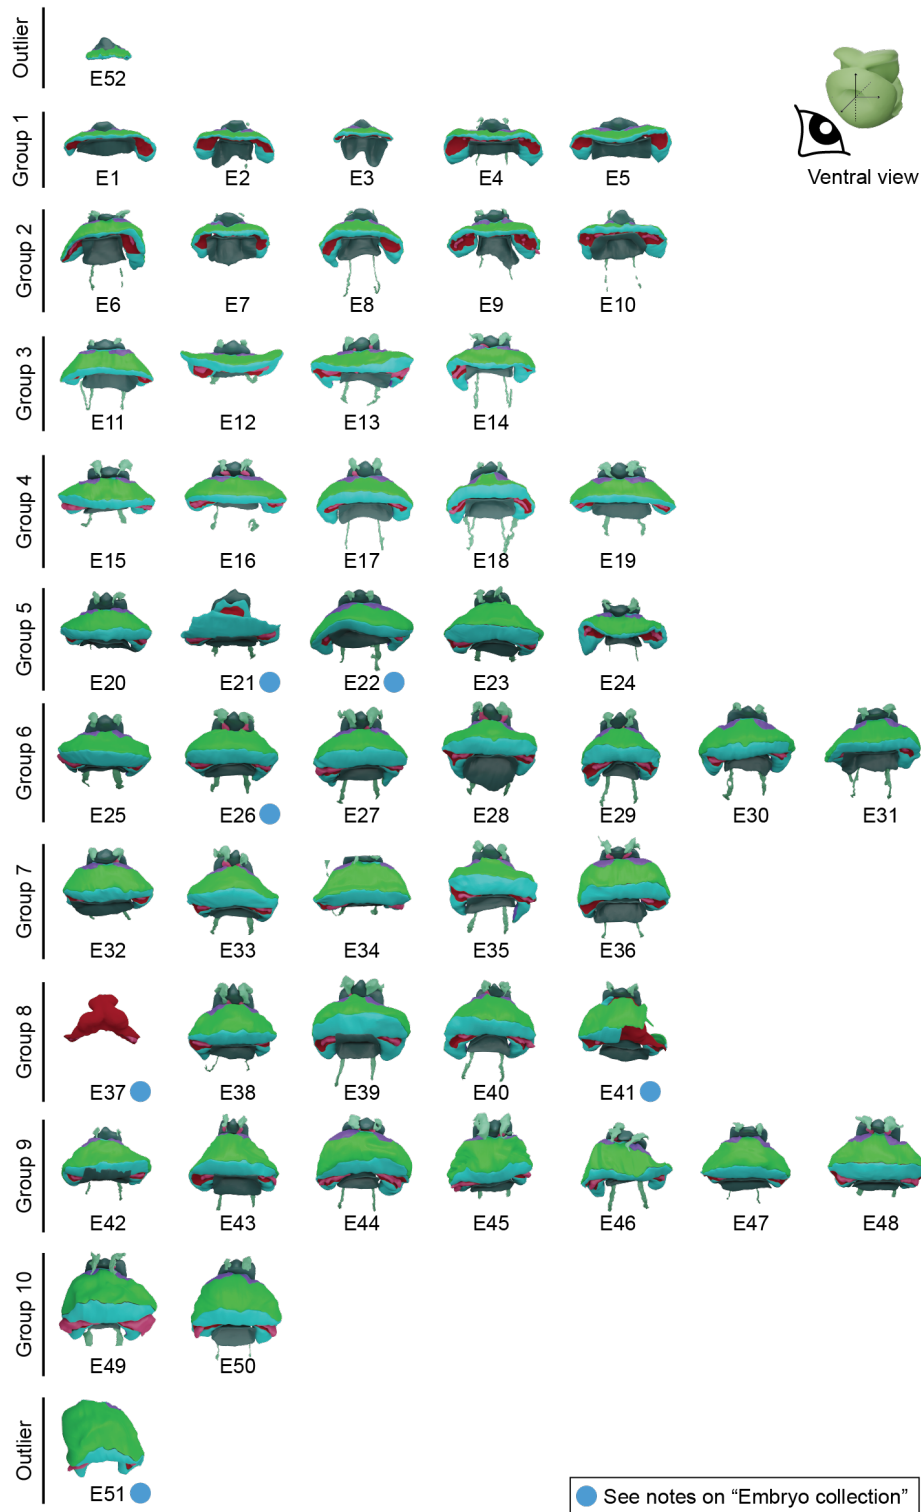 Outlier
E52
Ventral view
Group 1
E1 E2 E3 E4 E5
Group 2
E6 E7 E8 E9 E10
Group 3
E11 E12 E13 E14
Group 4
E15 E16 E17 E18 E19
Group 5
E20 E21 E22 E23 E24
Group 6
E25 E26 E27 E28 E29 E30 E31
Group 7
E32 E33 E34 E35 E36
Group 8
E37 E38 E39 E40 E41
Group 9
E42 E43 E44 E45 E46 E47 E48
Group 10
E49 E50
Outlier
E51
See notes on “Embryo collection”